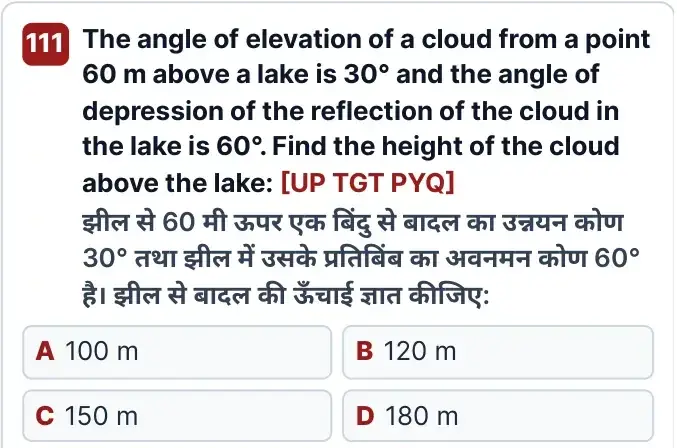 111 The angle of elevation of a cloud from a point
60 m above a lake is 30° and the angle of
depression of the reflection of the cloud in
the lake is 60°. Find the height of the cloud
above the lake: [UP TGT PYQ]
झील से 60 मी ऊपर एक बिंदु से बादल का उन्नयन कोण
30° तथा झील में उसके प्रतिबिंब का अवनमन कोण 60°
है। झील से बादल की ऊँचाई ज्ञात कीजिए:
A 100 m
B 120 m
C 150 m
D 180 m